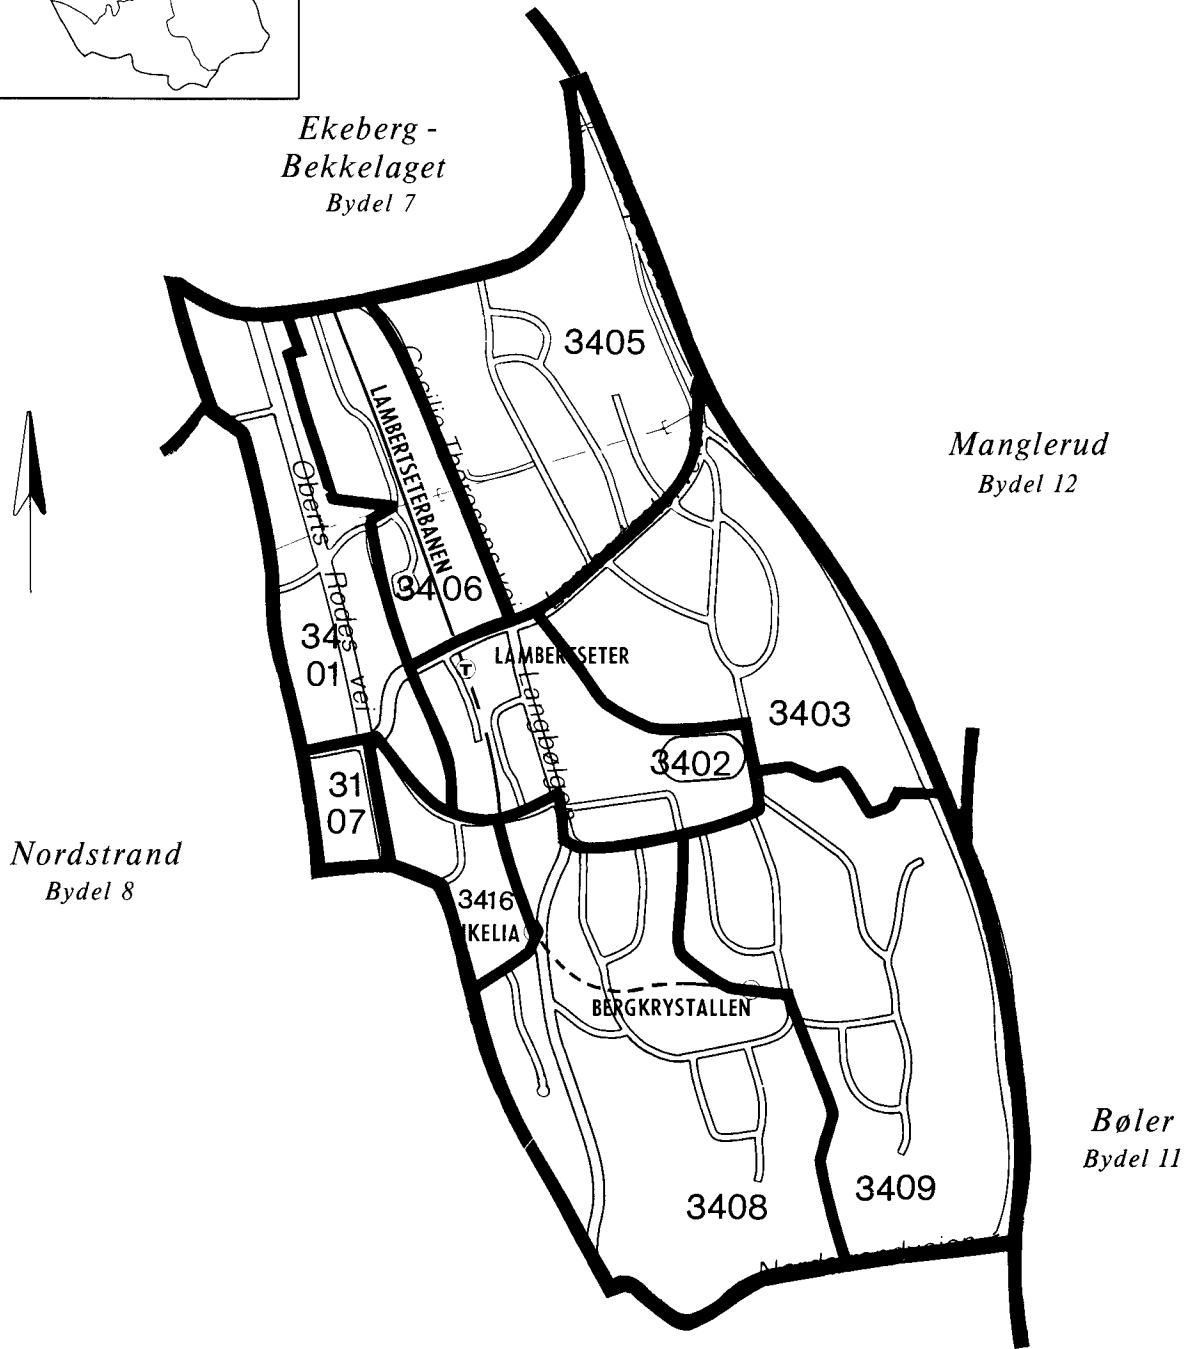 Ekeberg -
Bekkelaget
Bydel 7
3405
Manglerud
Bydel 12
LAMBERTSETERBANEN
Oberts Rodes vei
3406
34
01
LAMBERTSETER
Langbølgen
3403
3402
31
07
Nordstrand
Bydel 8
3416
BERGKRYSTALLEN
Bøler
Bydel 11
3409
3408
T